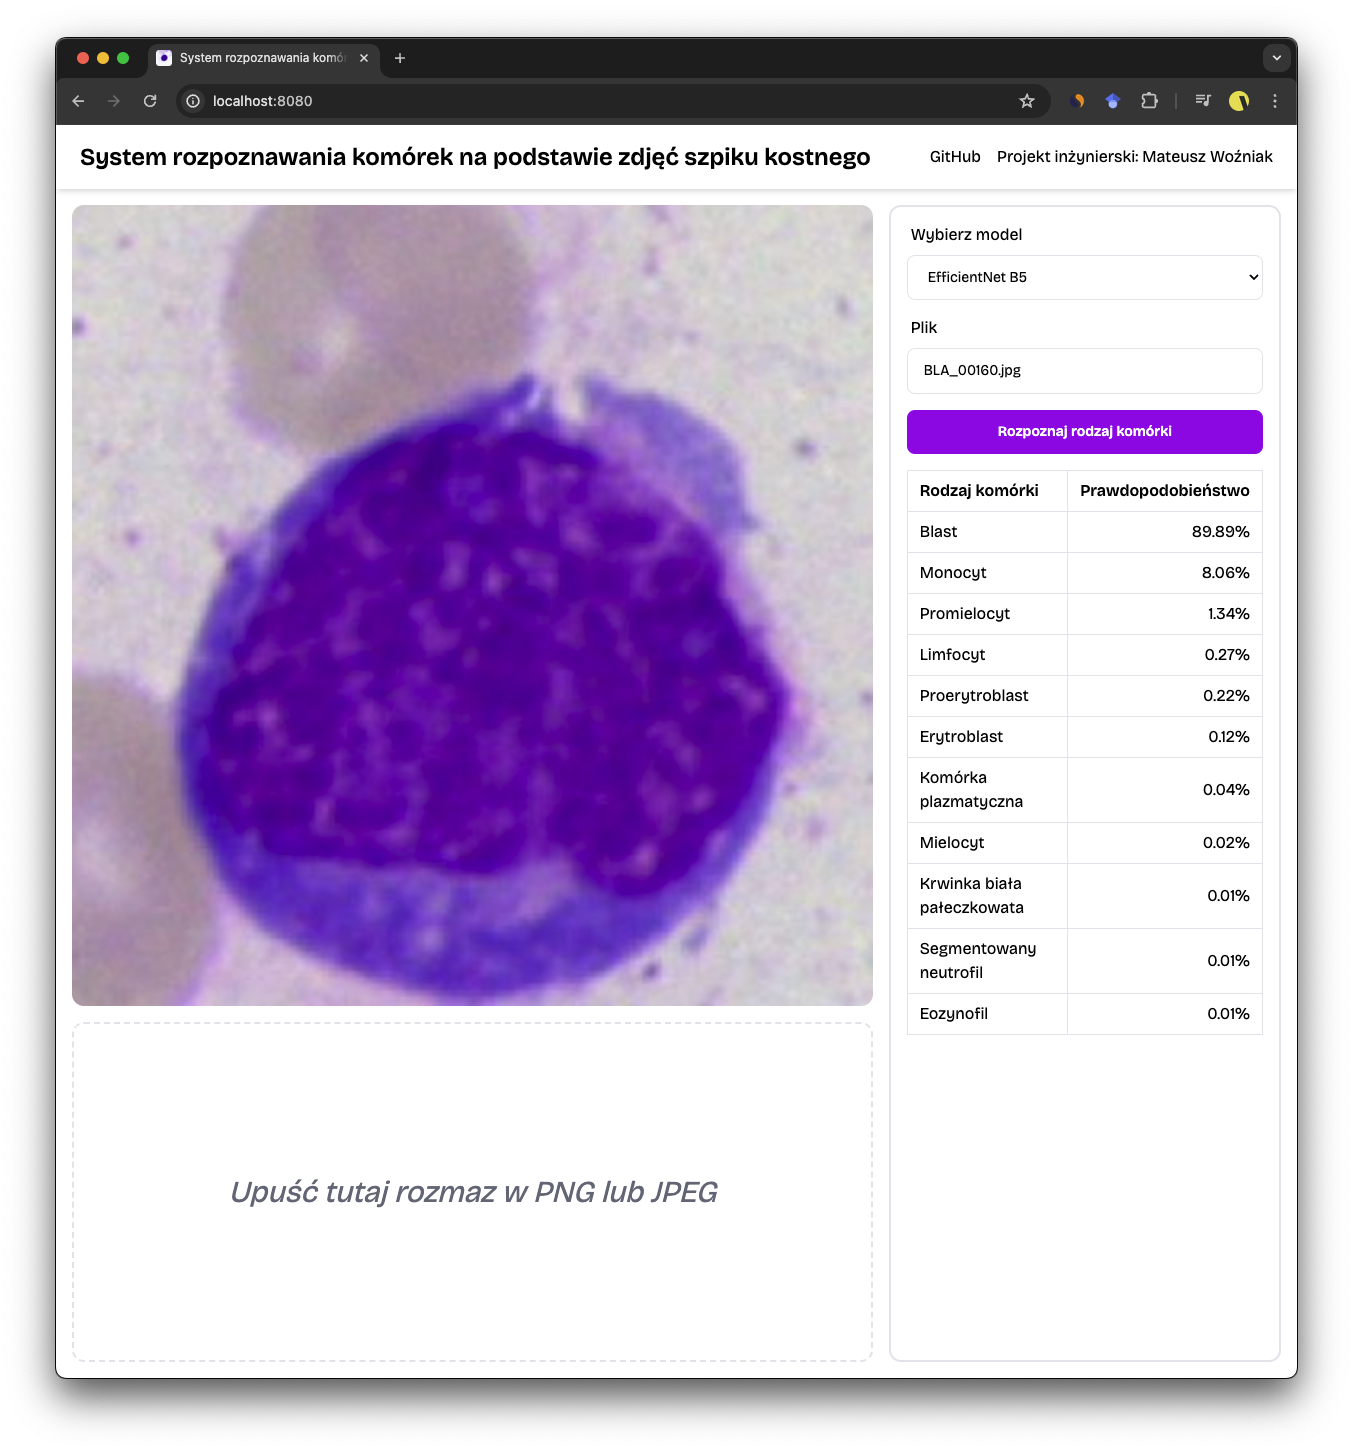 System rozpoznawania komór
localhost:8080
System rozpoznawania komórek na podstawie zdjęć szpiku kostnego
GitHub
Projekt inżynierski: Mateusz Woźniak
Wybierz model
EfficientNet B5
Plik
BLA_00160.jpg
Rozpoznaj rodzaj komórki
Rodzaj komórki Prawdopodobieństwo
Blast 89.89%
Monocyt 8.06%
Promielocyt 1.34%
Limfocyt 0.27%
Proerytroblast 0.22%
Erytroblast 0.12%
Komórka
plazmatyczna 0.04%
Mielocyt 0.02%
Krwinka biała
pałeczkowata 0.01%
Segmentowany
neutrofil 0.01%
Eozynofil 0.01%
Upuść tutaj rozmaz w PNG lub JPEG